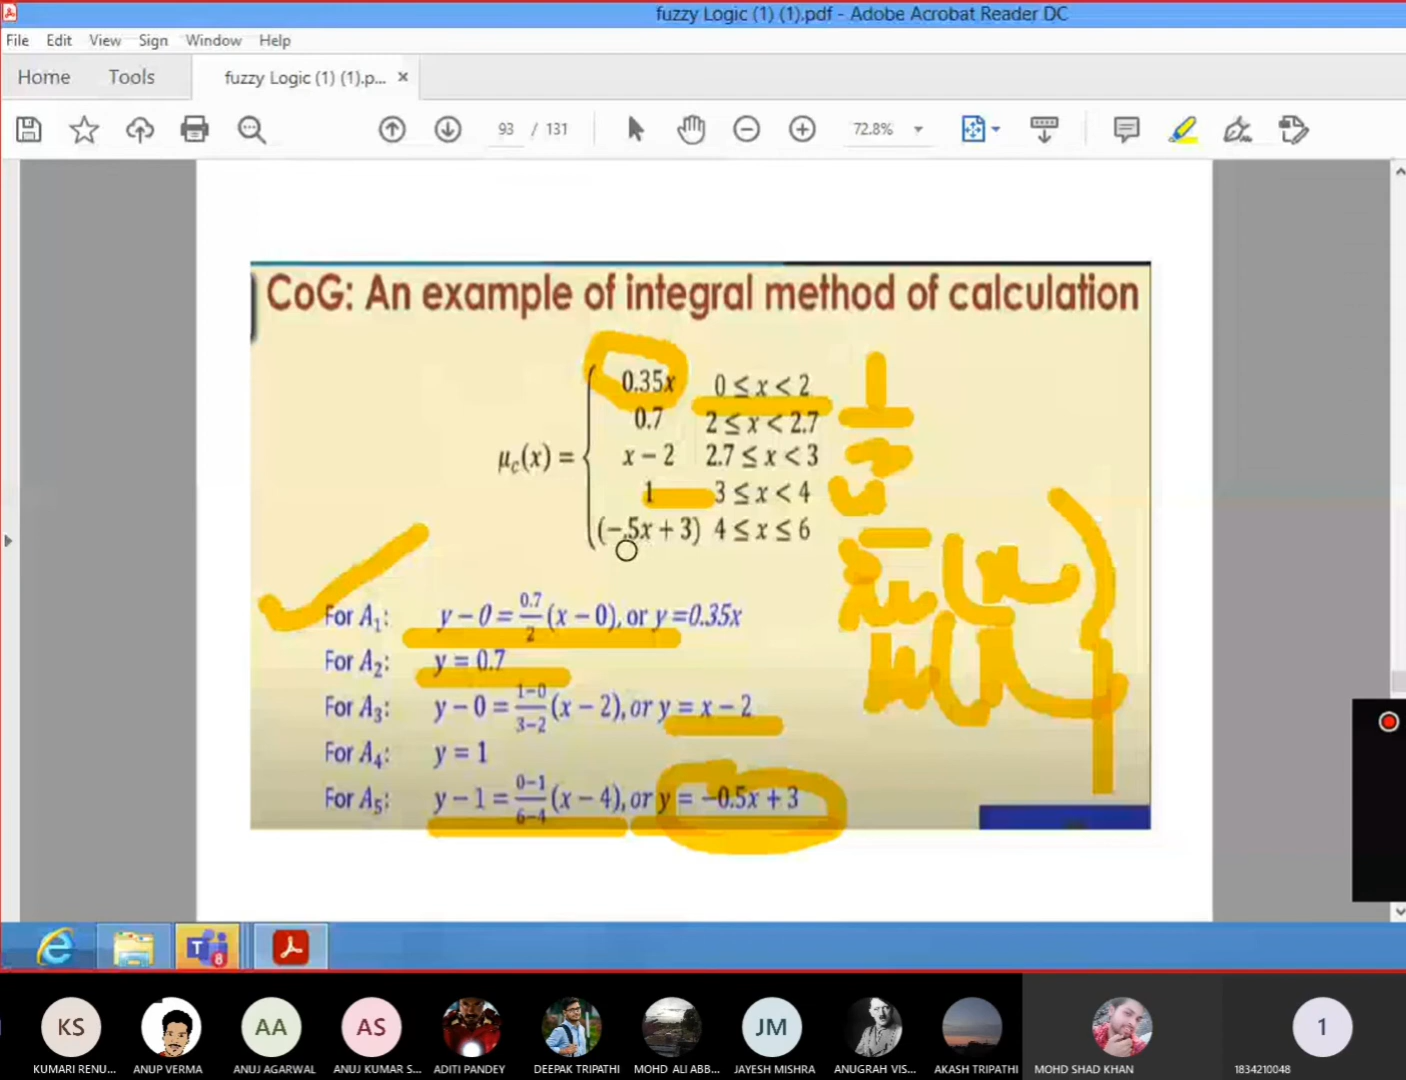 fuzzy Logic (1) (1).pdf - Adobe Acrobat Reader DC
File Edit View Sign Window Help
Home Tools fuzzy Logic (1) (1).p... ×
93 / 131 72.8%
CoG: An example of integral method of calculation
0.35x 0 ≤ x < 2
0.7 2 ≤ x < 2.7
μc(x) = { x − 2 2.7 ≤ x < 3
1 3 ≤ x < 4
(−.5x + 3) 4 ≤ x ≤ 6
For A₁: y − 0 = 0.7/2 (x − 0), or y =0.35x
For A₂: y = 0.7
For A₃: y − 0 = 1−0/3−2 (x − 2), or y = x − 2
For A₄: y = 1
For A₅: y − 1 = 0−1/6−4 (x − 4), or y = −0.5x + 3
T 8
KS AA AS JM 1
KUMARI RENU... ANUP VERMA ANUJ AGARWAL ANUJ KUMAR S... ADITI PANDEY DEEPAK TRIPATHI MOHD ALI ABB... JAYESH MISHRA ANUGRAH VIS... AKASH TRIPATHI MOHD SHAD KHAN 1834210048